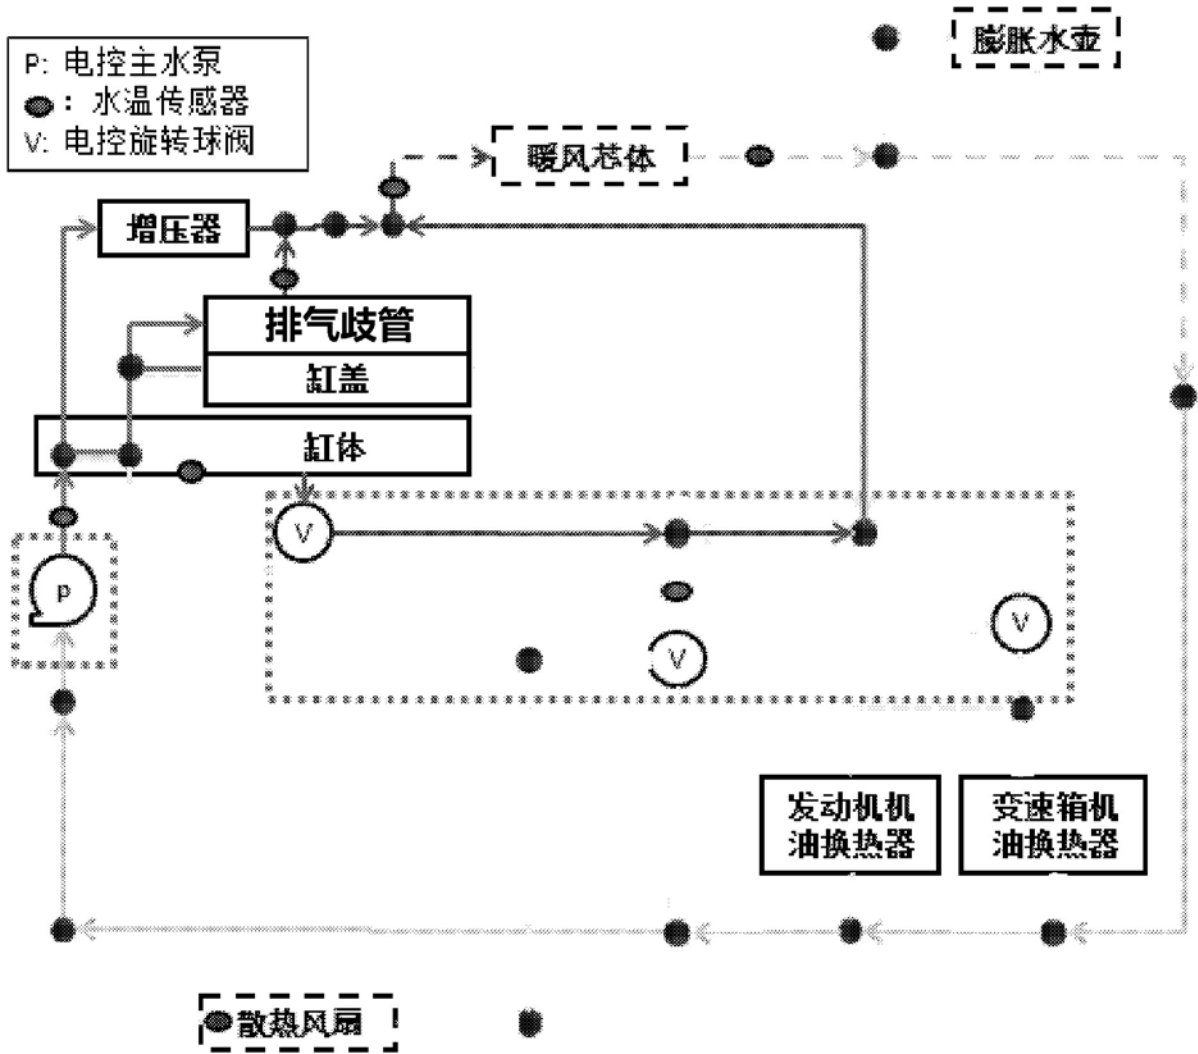 P: 电控主水泵
: 水温传感器
V: 电控旋转球阀
膨胀水壶
暖风芯体
增压器
排气歧管
缸盖
缸体
V
P
V
V
发动机机
油换热器
变速箱机
油换热器
散热风扇